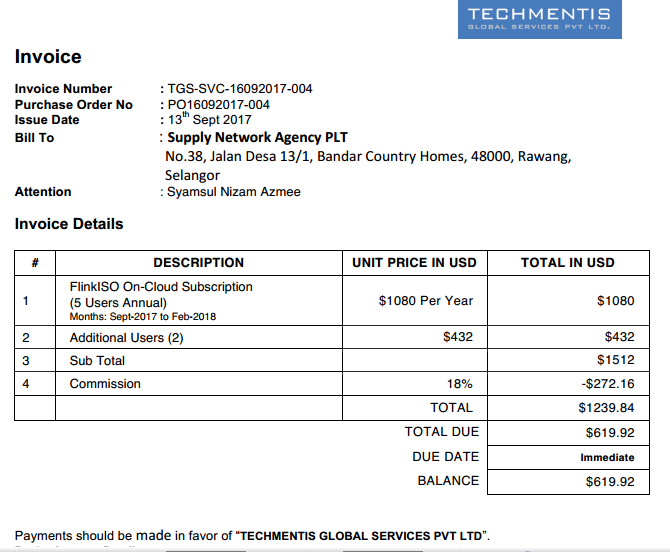 TECHMENTIS
GLOBAL SERVICES PVT LTD.
Invoice
Invoice Number : TGS-SVC-16092017-004
Purchase Order No : PO16092017-004
Issue Date : 13th Sept 2017
Bill To : Supply Network Agency PLT
No.38, Jalan Desa 13/1, Bandar Country Homes, 48000, Rawang,
Selangor
Attention : Syamsul Nizam Azmee
Invoice Details
# DESCRIPTION UNIT PRICE IN USD TOTAL IN USD
1 FlinkISO On-Cloud Subscription
(5 Users Annual) $1080 Per Year $1080
Months: Sept-2017 to Feb-2018
2 Additional Users (2) $432 $432
3 Sub Total $1512
4 Commission 18% -$272.16
TOTAL $1239.84
TOTAL DUE $619.92
DUE DATE Immediate
BALANCE $619.92
Payments should be made in favor of “TECHMENTIS GLOBAL SERVICES PVT LTD”.